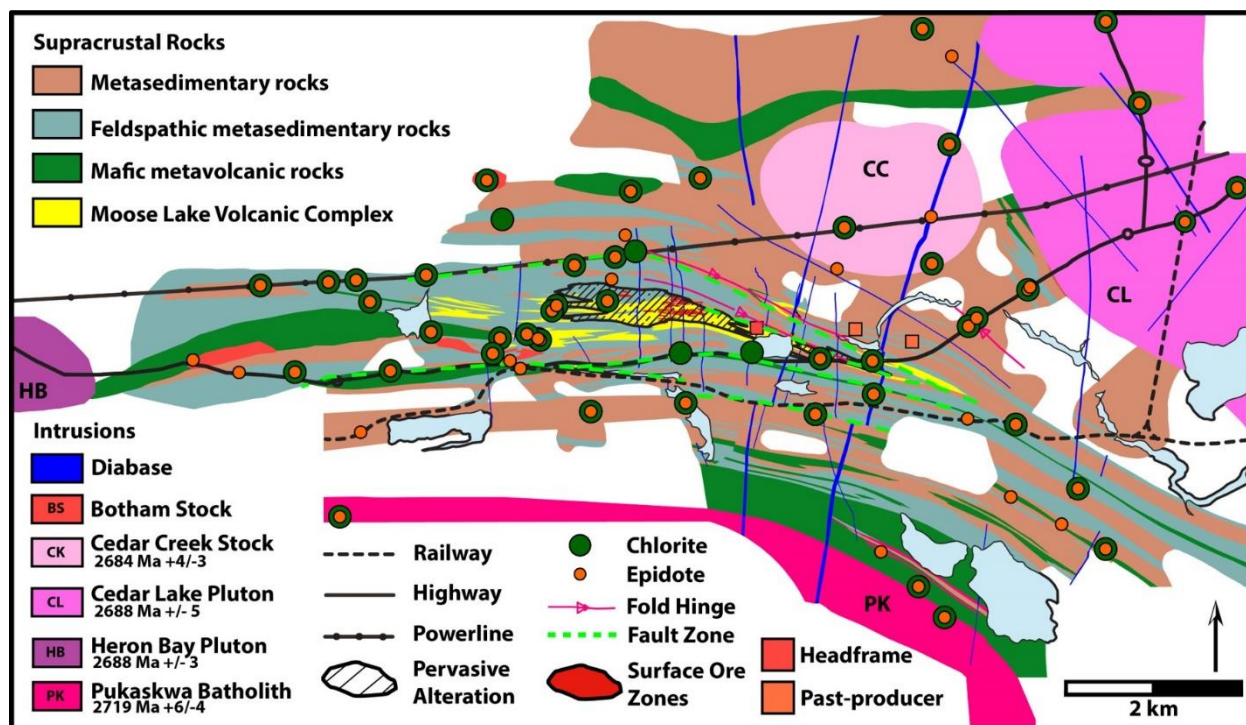 Supracrustal Rocks
Metasedimentary rocks
Feldspathic metasedimentary rocks
Mafic metavolcanic rocks
Moose Lake Volcanic Complex
CC
CL
HB
PK
Intrusions
Diabase
BS Botham Stock
CK Cedar Creek Stock
2684 Ma +4/-3
CL Cedar Lake Pluton
2688 Ma +/- 5
HB Heron Bay Pluton
2688 Ma +/- 3
PK Pukaskwa Batholith
2719 Ma +6/-4
Railway
Highway
Powerline
Pervasive
Alteration
Chlorite
Epidote
Fold Hinge
Fault Zone
Surface Ore
Zones
Headframe
Past-producer
2 km